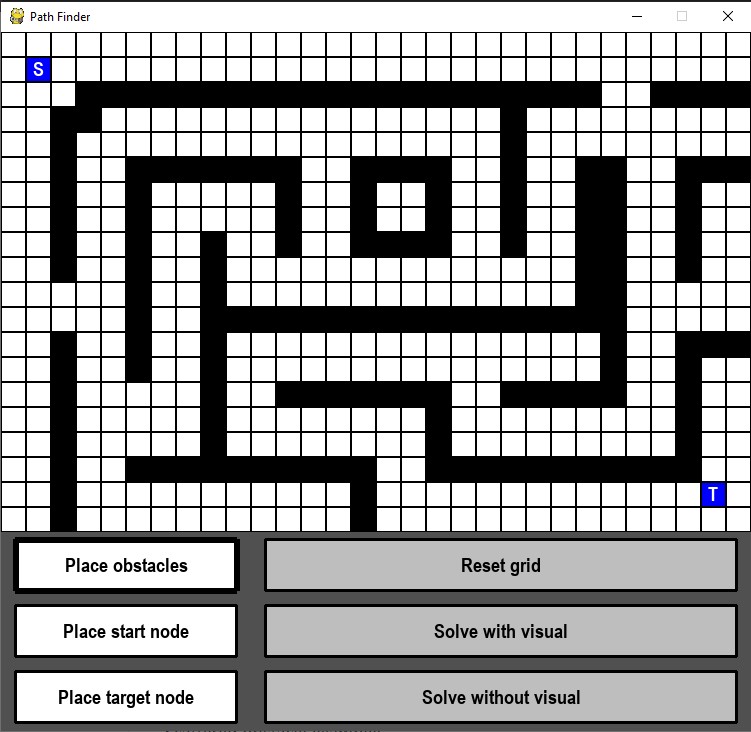 Path Finder
S
T
Place obstacles
Reset grid
Place start node
Solve with visual
Place target node
Solve without visual